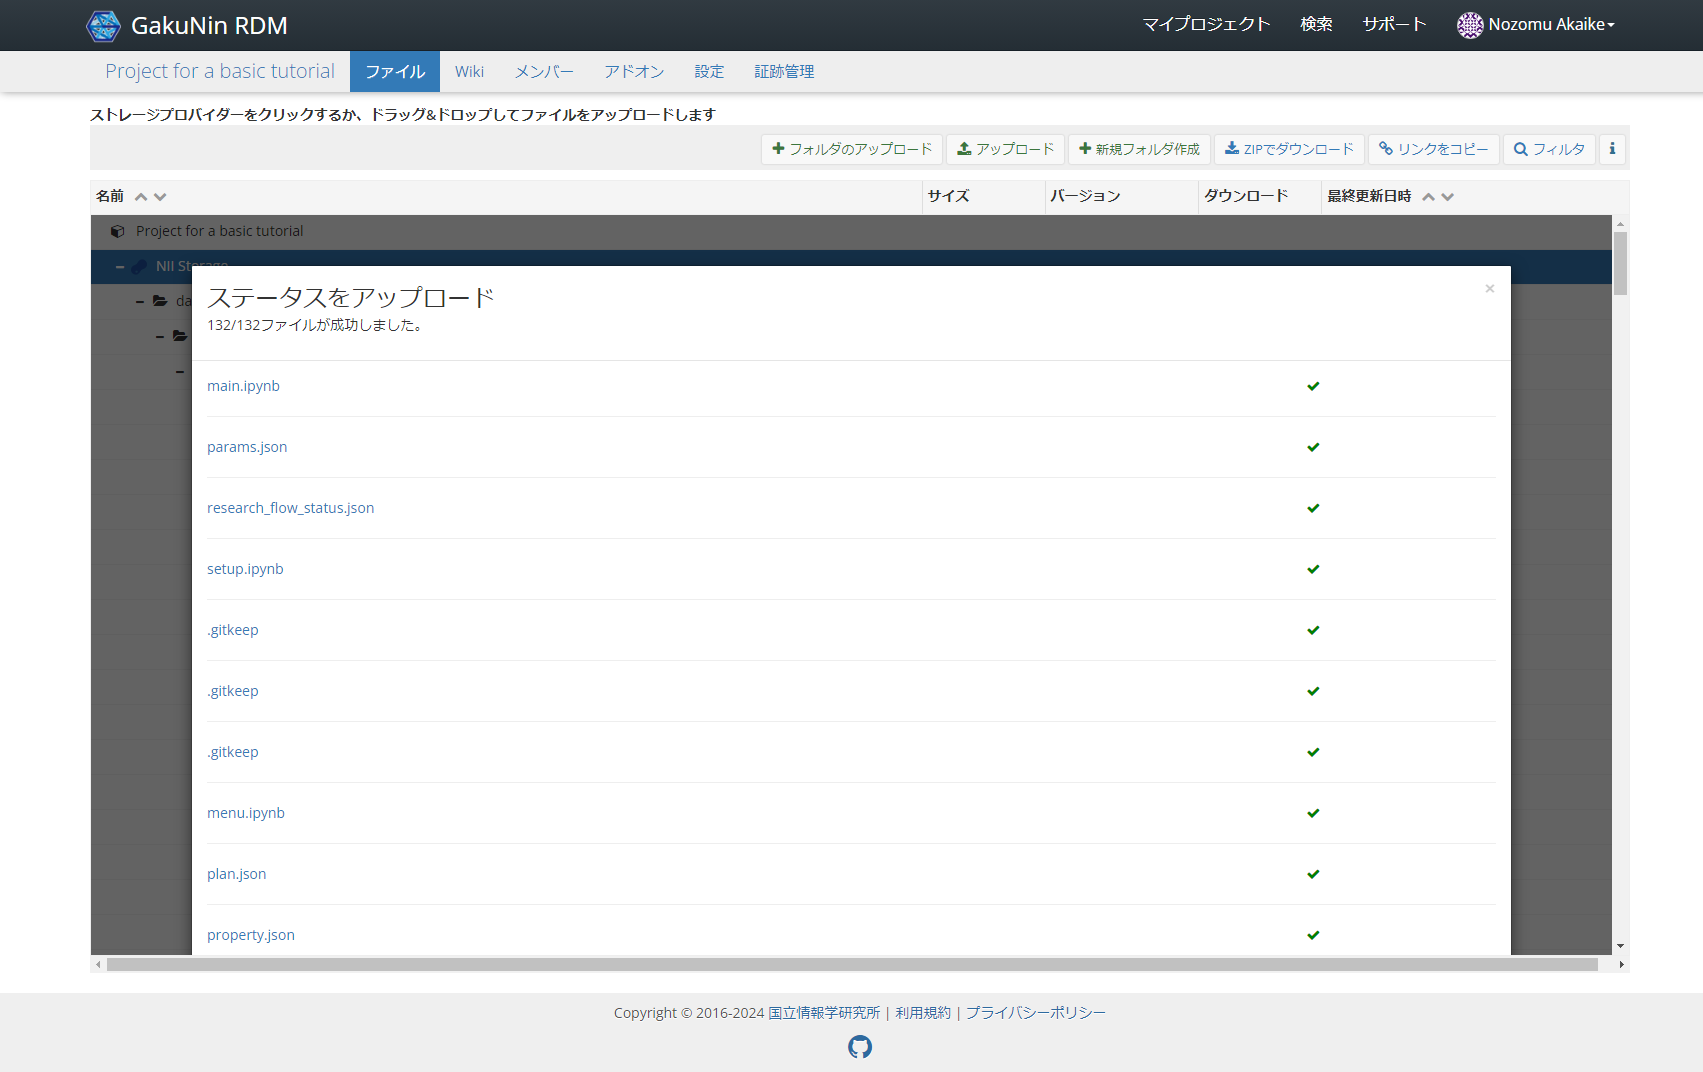 GakuNin RDM
マイプロジェクト 検索 サポート Nozomu Akaike
Project for a basic tutorial ファイル Wiki メンバー アドオン 設定 証跡管理
ストレージプロバイダーをクリックするか、ドラッグ&ドロップしてファイルをアップロードします
フォルダのアップロード アップロード 新規フォルダ作成 ZIPでダウンロード リンクをコピー フィルタ
名前 サイズ バージョン ダウンロード 最終更新日時
Project for a basic tutorial
NII Storage
da
ステータスをアップロード ×
132/132ファイルが成功しました。
main.ipynb
params.json
research_flow_status.json
setup.ipynb
.gitkeep
.gitkeep
.gitkeep
menu.ipynb
plan.json
property.json
Copyright © 2016-2024 国立情報学研究所 | 利用規約 | プライバシーポリシー